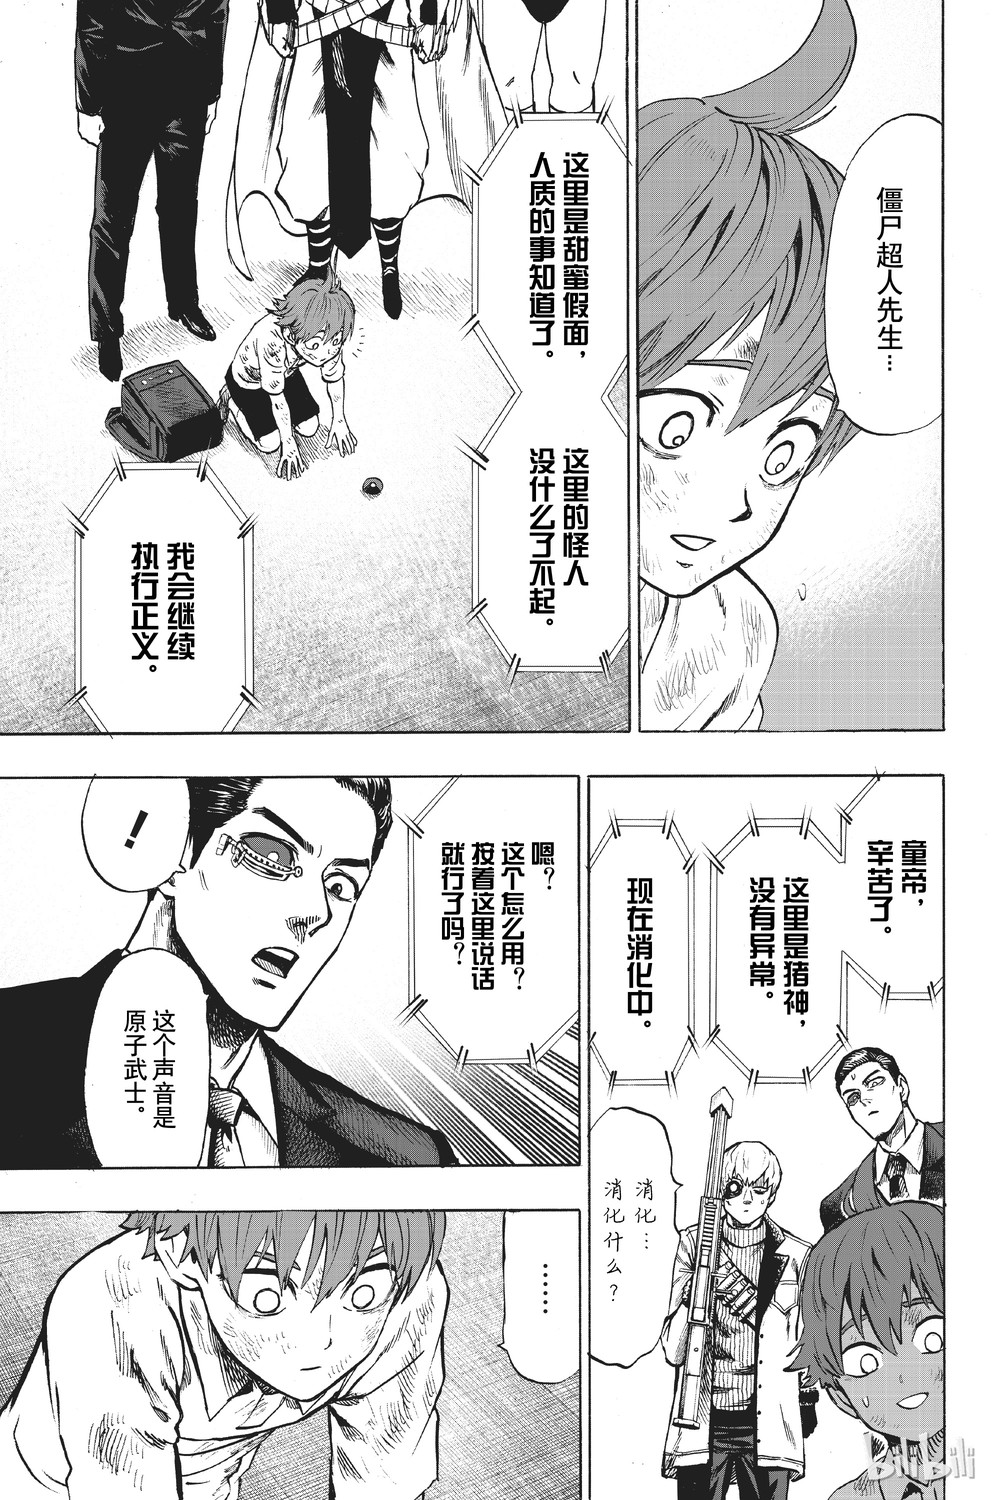 僵尸超人先生…
这里是甜蜜假面，
人质的事知道了。
这里的怪人
没什么了不起。
我会继续
执行正义。
童帝，
辛苦了。
这里是猪神，
没有异常。
现在消化中。
消化…
消化什么？
嗯？
这个怎么用？
按着这里说话
就行了吗？
！
这个声音是
原子武士。
……
bilibili